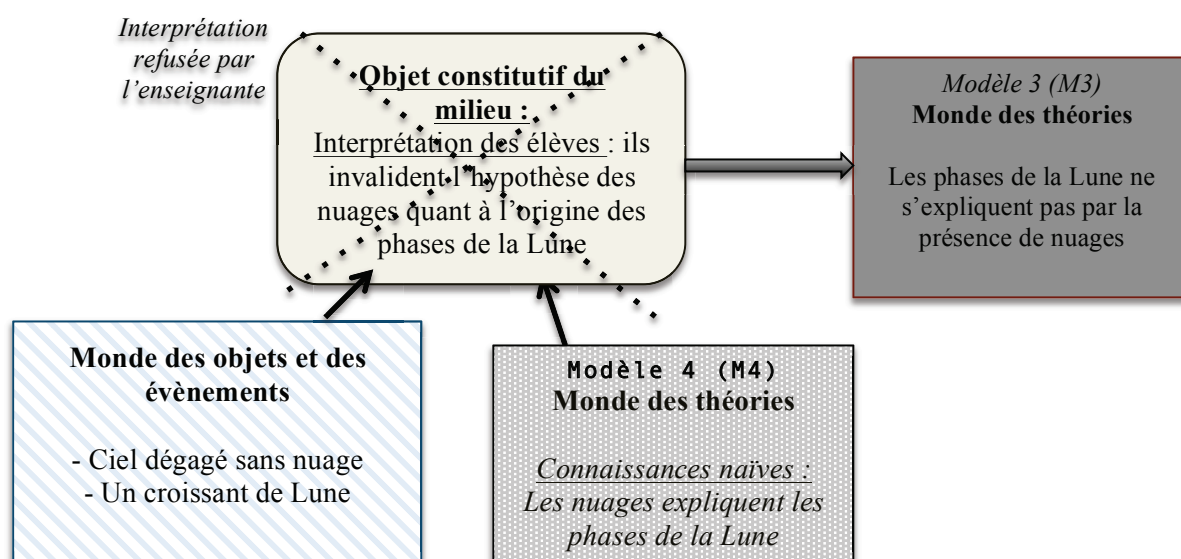 Interprétation
refusée par
l’enseignante
Objet constitutif du
milieu :
Interprétation des élèves : ils
invalident l’hypothèse des
nuages quant à l’origine des
phases de la Lune
Modèle 3 (M3)
Monde des théories
Les phases de la Lune ne
s’expliquent pas par la
présence de nuages
Monde des objets et des
évènements
- Ciel dégagé sans nuage
- Un croissant de Lune
Modèle 4 (M4)
Monde des théories
Connaissances naïves :
Les nuages expliquent les
phases de la Lune